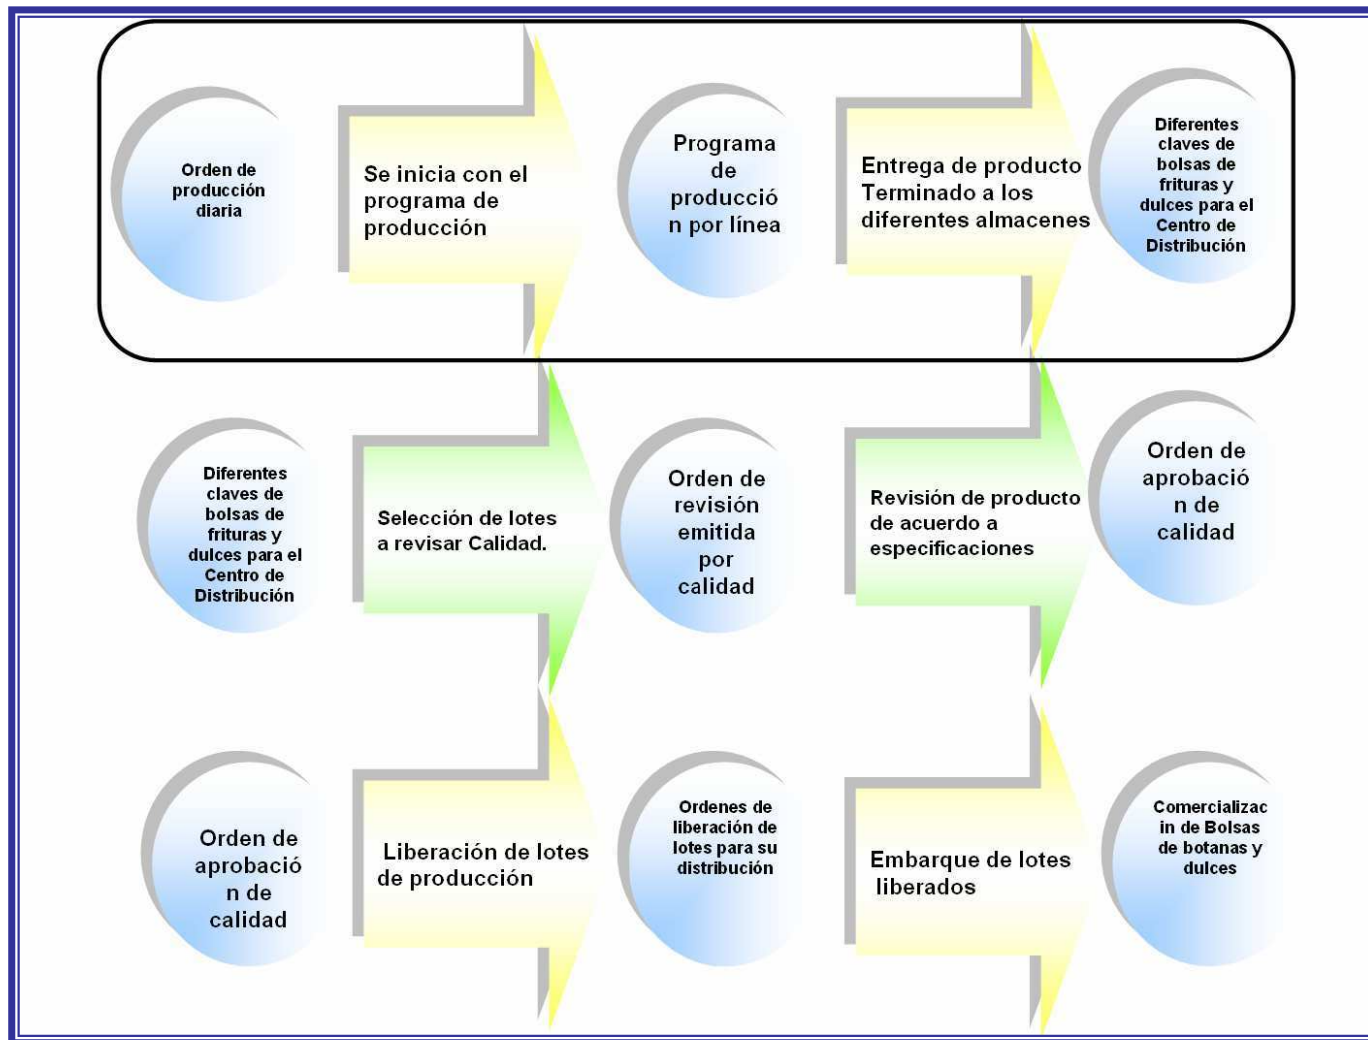 Orden de
producción
diaria
Se inicia con el
programa de
producción
Programa
de
producció
n por línea
Entrega de producto
Terminado a los
diferentes almacenes
Diferentes
claves de
bolsas de
frituras y
dulces para el
Centro de
Distribución
Diferentes
claves de
bolsas de
frituras y
dulces para el
Centro de
Distribución
Selección de lotes
a revisar Calidad.
Orden de
revisión
emitida
por
calidad
Revisión de producto
de acuerdo a
especificaciones
Orden de
aprobació
n de
calidad
Orden de
aprobació
n de
calidad
Liberación de lotes
de producción
Ordenes de
liberación de
lotes para su
distribución
Embarque de lotes
liberados
Comercializac
in de Bolsas
de botanas y
dulces